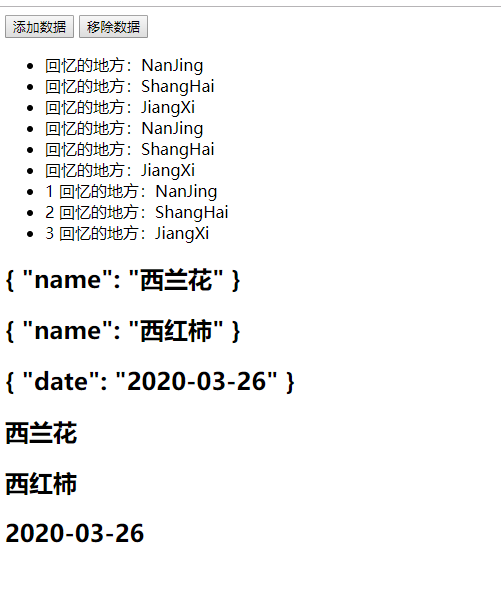 添加数据 移除数据
回忆的地方：NanJing
回忆的地方：ShangHai
回忆的地方：JiangXi
回忆的地方：NanJing
回忆的地方：ShangHai
回忆的地方：JiangXi
1 回忆的地方：NanJing
2 回忆的地方：ShangHai
3 回忆的地方：JiangXi
{ "name": "西兰花" }
{ "name": "西红柿" }
{ "date": "2020-03-26" }
西兰花
西红柿
2020-03-26